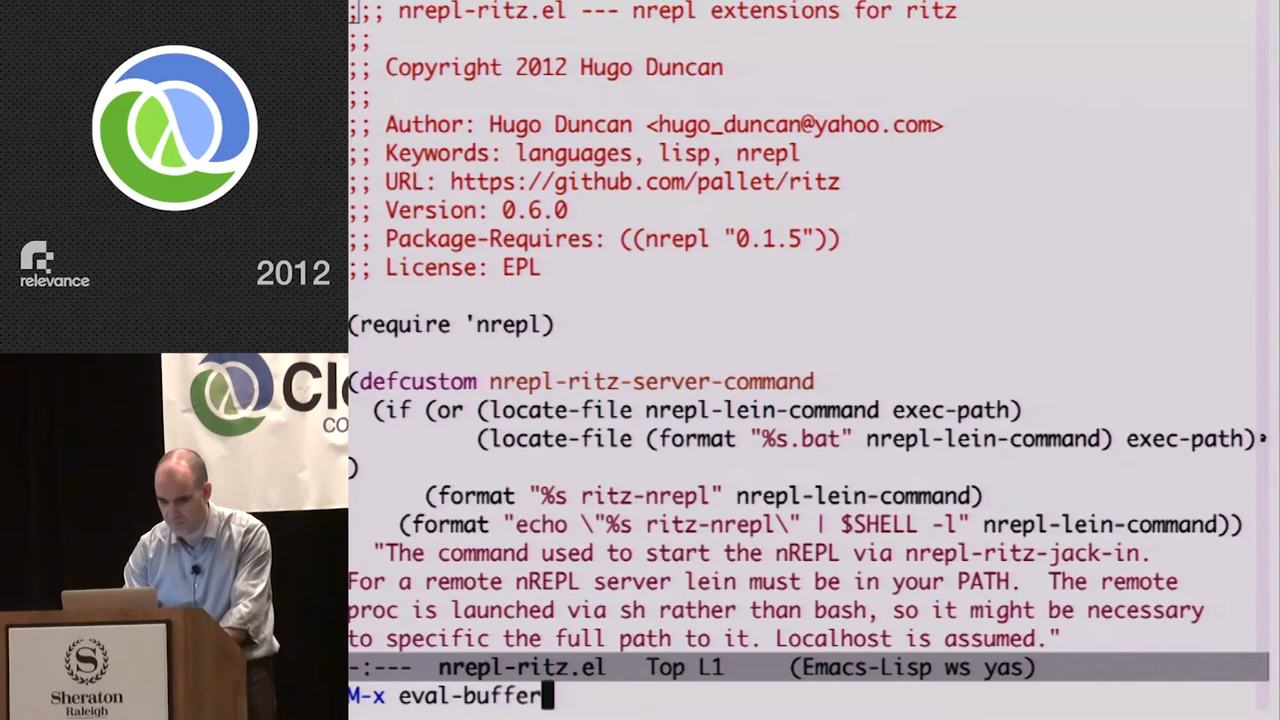 relevance
2012
Clo
CO
S
Sheraton
Raleigh
;;; nrepl-ritz.el --- nrepl extensions for ritz
;;
;; Copyright 2012 Hugo Duncan
;;
;; Author: Hugo Duncan <hugo_duncan@yahoo.com>
;; Keywords: languages, lisp, nrepl
;; URL: https://github.com/pallet/ritz
;; Version: 0.6.0
;; Package-Requires: ((nrepl "0.1.5"))
;; License: EPL
(require 'nrepl)
(defcustom nrepl-ritz-server-command
(if (or (locate-file nrepl-lein-command exec-path)
(locate-file (format "%s.bat" nrepl-lein-command) exec-path)
)
(format "%s ritz-nrepl" nrepl-lein-command)
(format "echo \"%s ritz-nrepl\" | $SHELL -l" nrepl-lein-command))
"The command used to start the nREPL via nrepl-ritz-jack-in.
For a remote nREPL server lein must be in your PATH.  The remote
proc is launched via sh rather than bash, so it might be necessary
to specific the full path to it. Localhost is assumed."
-:---  nrepl-ritz.el   Top L1     (Emacs-Lisp ws yas)
M-x eval-buffer